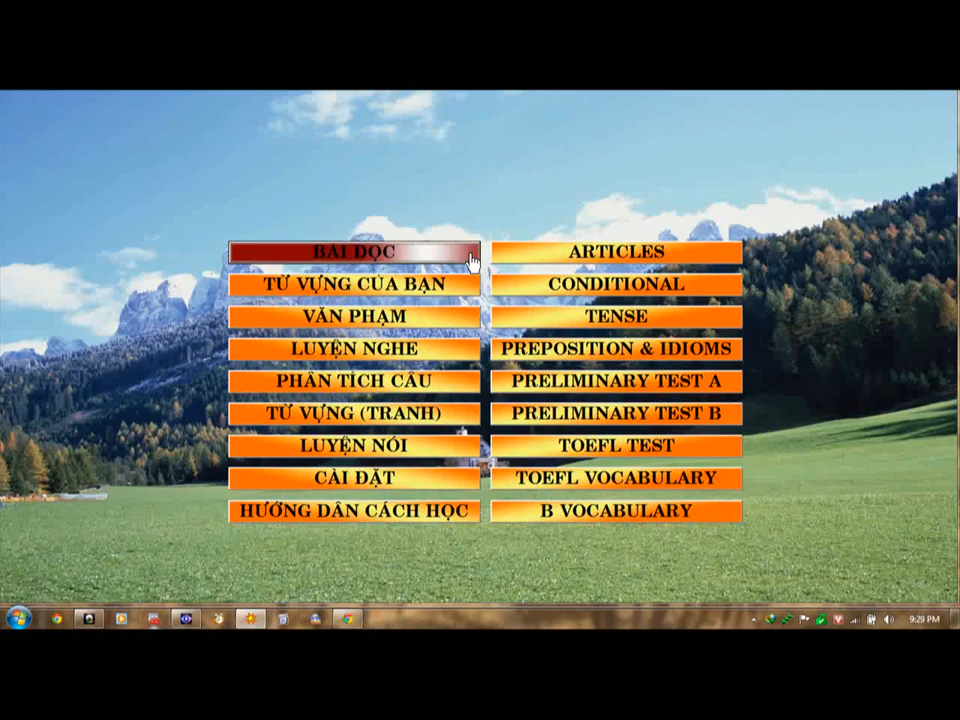 BÀI ĐỌC
TỪ VỰNG CỦA BẠN
VĂN PHẠM
LUYỆN NGHE
PHÂN TÍCH CÂU
TỪ VỰNG (TRANH)
LUYỆN NÓI
CÀI ĐẶT
HƯỚNG DẪN CÁCH HỌC
ARTICLES
CONDITIONAL
TENSE
PREPOSITION & IDIOMS
PRELIMINARY TEST A
PRELIMINARY TEST B
TOEFL TEST
TOEFL VOCABULARY
B VOCABULARY
9:29 PM